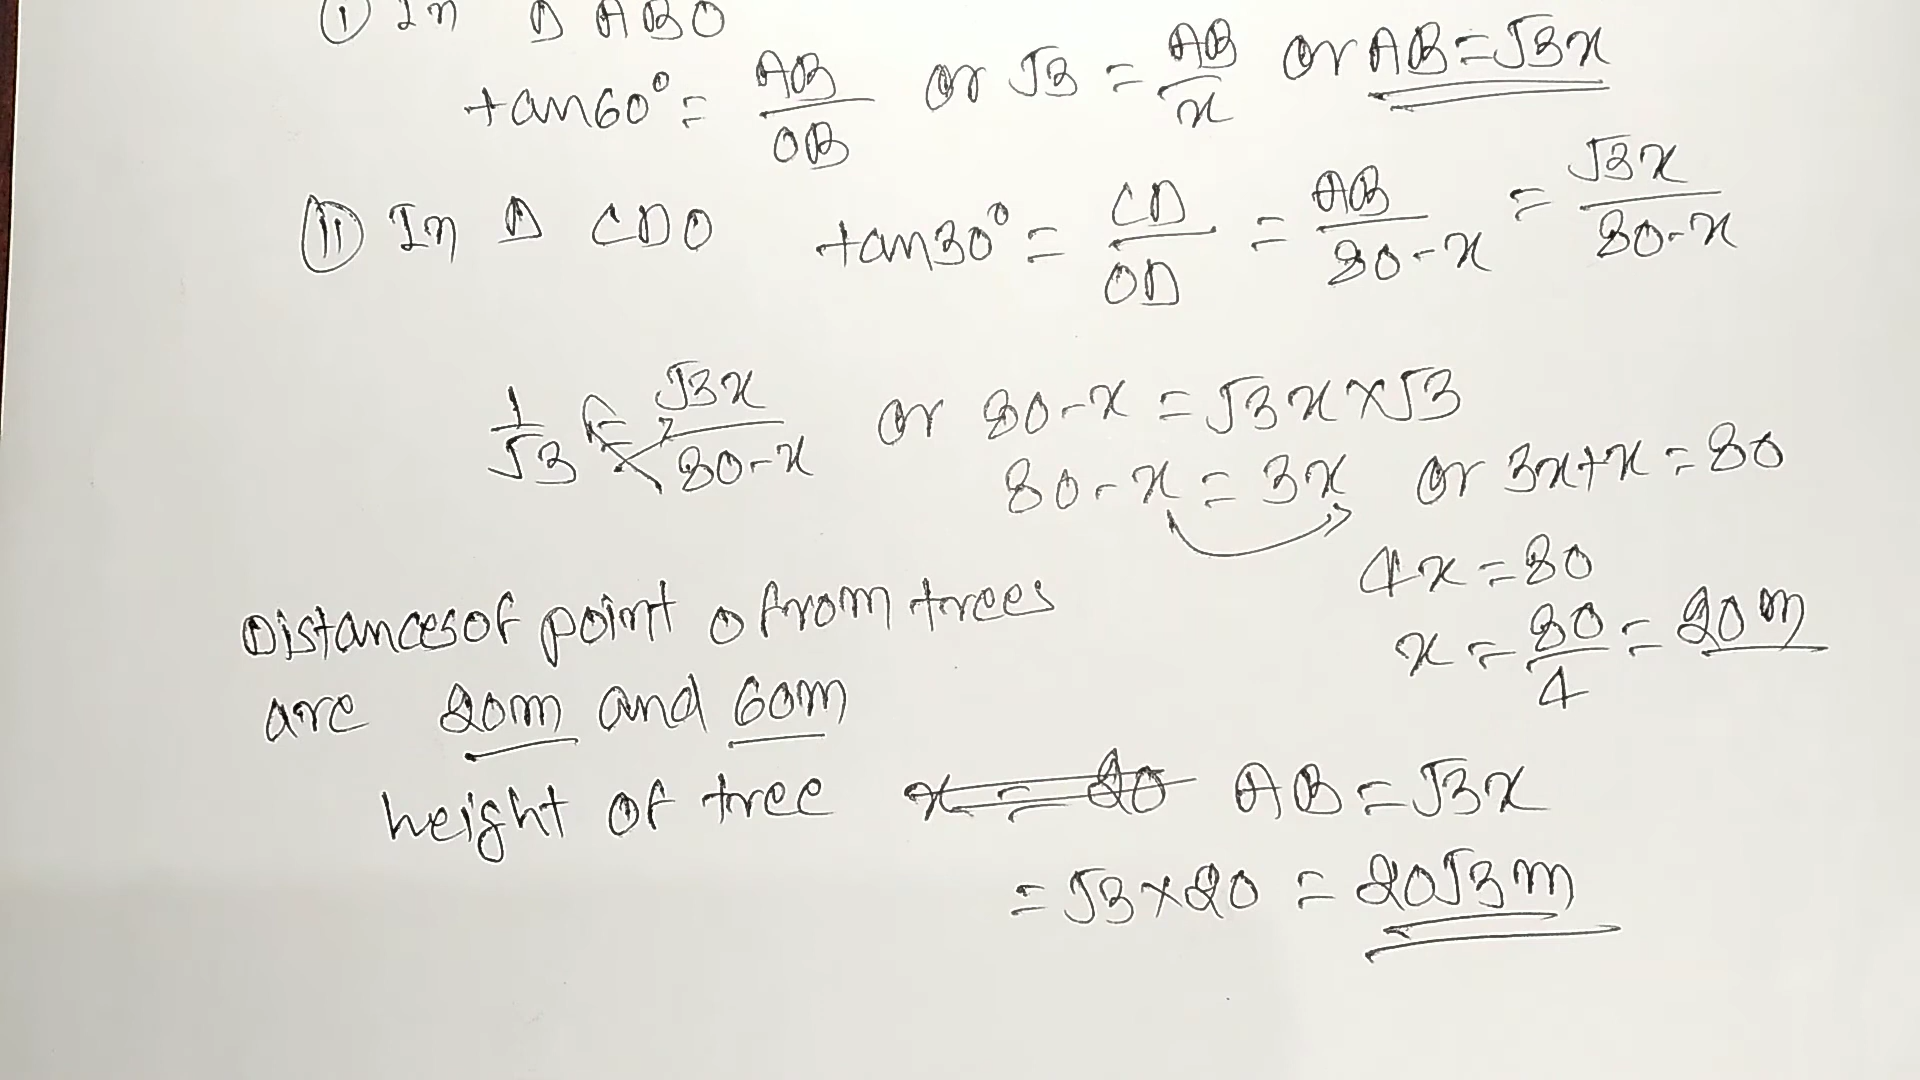 (i) In Δ ABO
tan60° = AB/OB or √3 = AB/x or AB = √3x
(ii) In Δ CDO tan30° = CD/OD = AB/80-x = √3x/80-x
1/√3 = √3x/80-x or 80-x = √3x×√3
80-x = 3x or 3x+x = 80
4x = 80
x = 80/4 = 20m
Distances of point O from trees
are 20m and 60m
height of tree x = 20 AB = √3x
= √3×20 = 20√3m